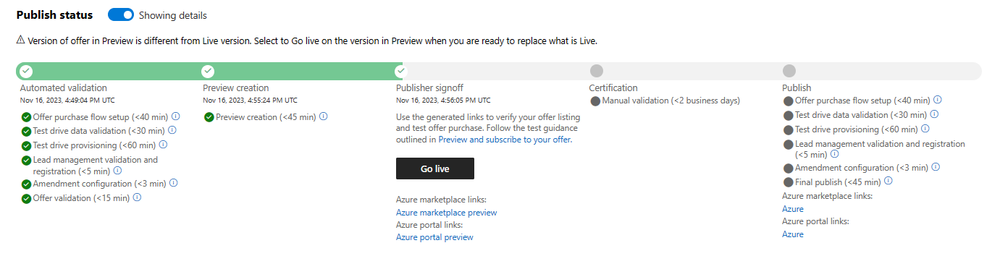 Publish status
Showing details
Version of offer in Preview is different from Live version. Select to Go live on the version in Preview when you are ready to replace what is Live.
Automated validation
Nov 16, 2023, 4:49:04 PM UTC
Offer purchase flow setup (<40 min)
Test drive data validation (<30 min)
Test drive provisioning (<60 min)
Lead management validation and
registration (<5 min)
Amendment configuration (<3 min)
Offer validation (<15 min)
Preview creation
Nov 16, 2023, 4:55:24 PM UTC
Preview creation (<45 min)
Publisher signoff
Nov 16, 2023, 4:56:05 PM UTC
Use the generated links to verify your offer listing
and test offer purchase. Follow the test guidance
outlined in Preview and subscribe to your offer.
Go live
Azure marketplace links:
Azure marketplace preview
Azure portal links:
Azure portal preview
Certification
Manual validation (<2 business days)
Publish
Offer purchase flow setup (<40 min)
Test drive data validation (<30 min)
Test drive provisioning (<60 min)
Lead management validation and registration
(<5 min)
Amendment configuration (<3 min)
Final publish (<45 min)
Azure marketplace links:
Azure
Azure portal links:
Azure